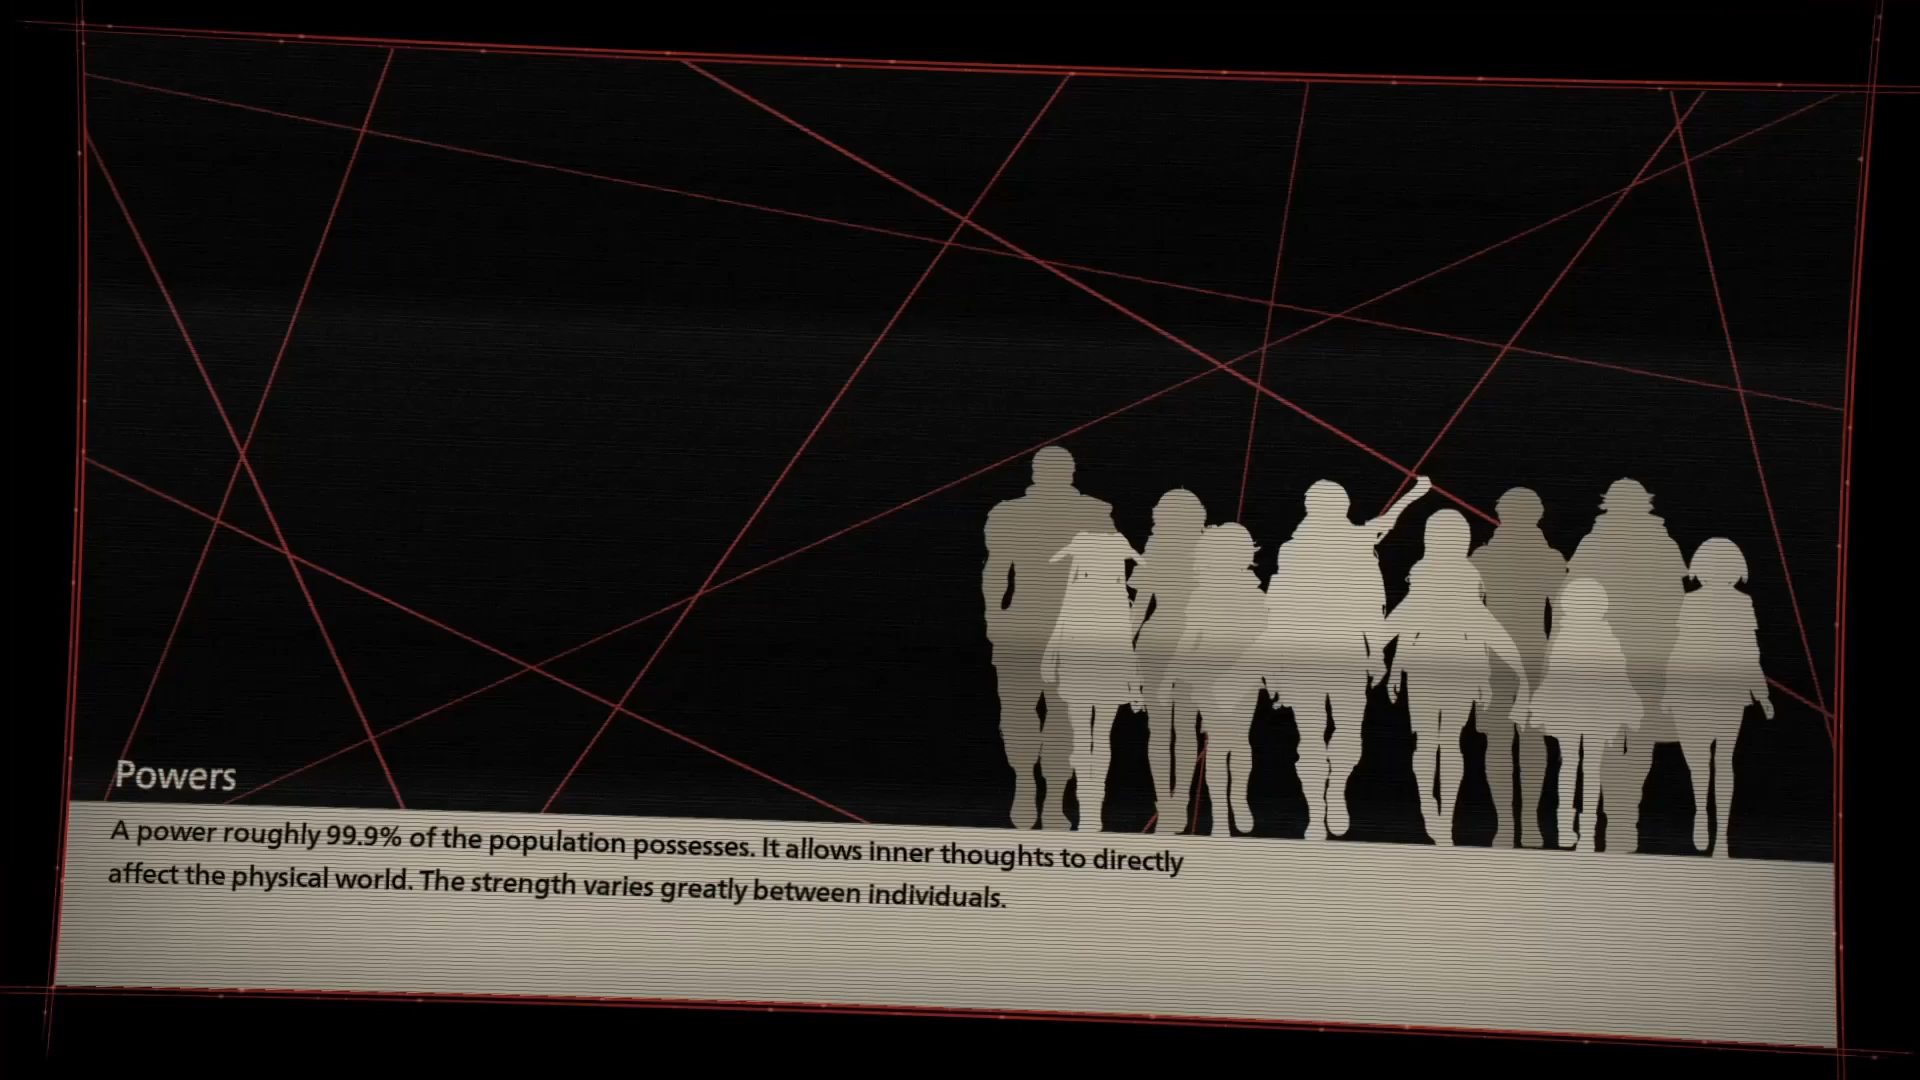 Powers
A power roughly 99.9% of the population possesses. It allows inner thoughts to directly
affect the physical world. The strength varies greatly between individuals.